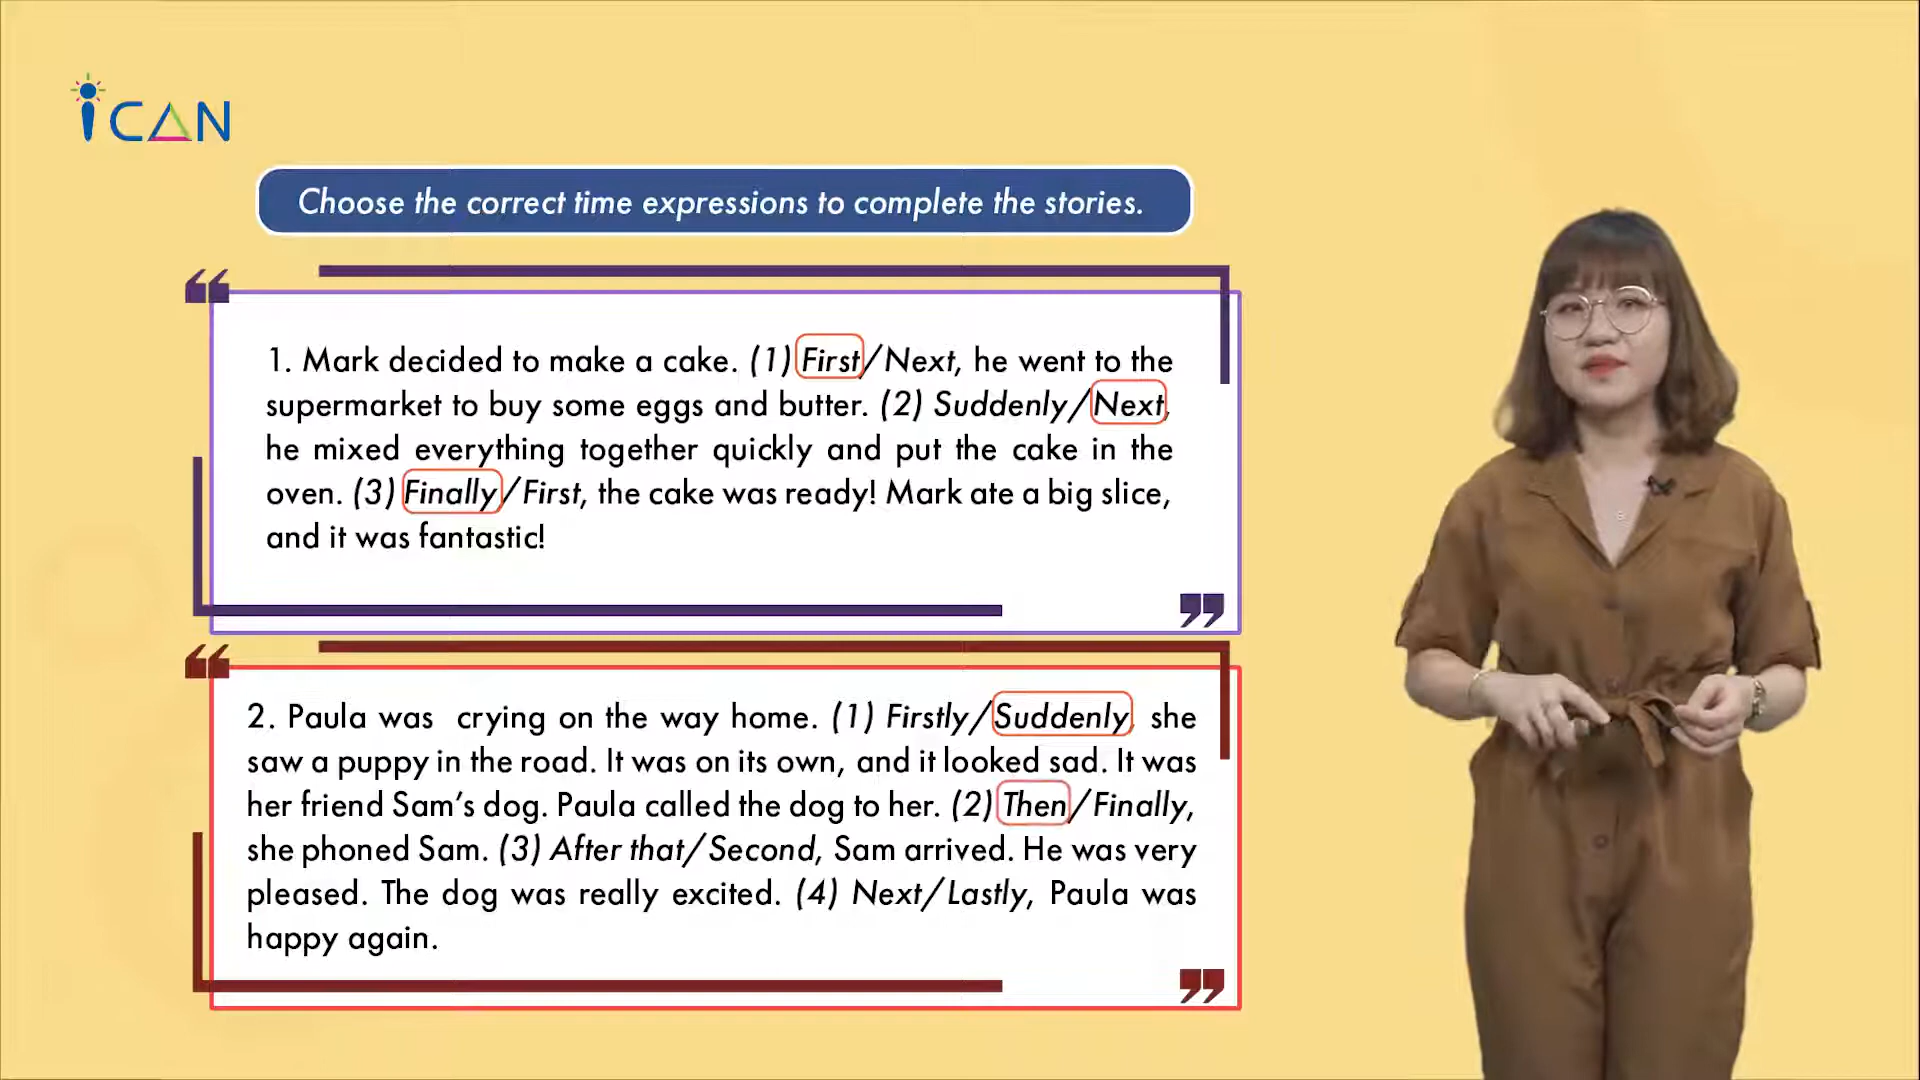 iCAN
Choose the correct time expressions to complete the stories.
“
1. Mark decided to make a cake. (1) First/Next, he went to the
supermarket to buy some eggs and butter. (2) Suddenly/Next,
he mixed everything together quickly and put the cake in the
oven. (3) Finally/First, the cake was ready! Mark ate a big slice,
and it was fantastic!
”
“
2. Paula was crying on the way home. (1) Firstly/Suddenly, she
saw a puppy in the road. It was on its own, and it looked sad. It was
her friend Sam’s dog. Paula called the dog to her. (2) Then/Finally,
she phoned Sam. (3) After that/Second, Sam arrived. He was very
pleased. The dog was really excited. (4) Next/Lastly, Paula was
happy again.
”